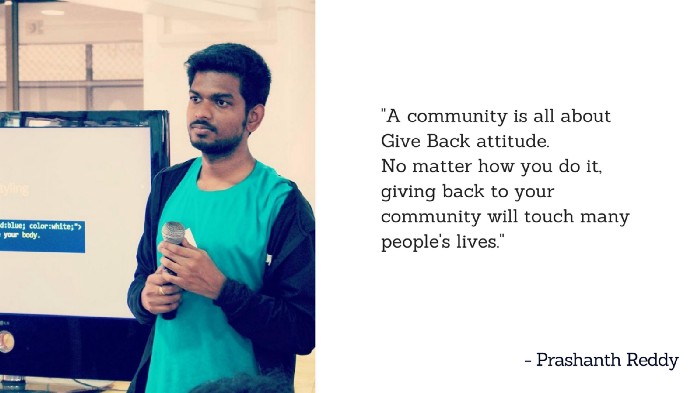 yling
d:blue; color:white;">
your body.
"A community is all about
Give Back attitude.
No matter how you do it,
giving back to your
community will touch many
people's lives."
- Prashanth Reddy